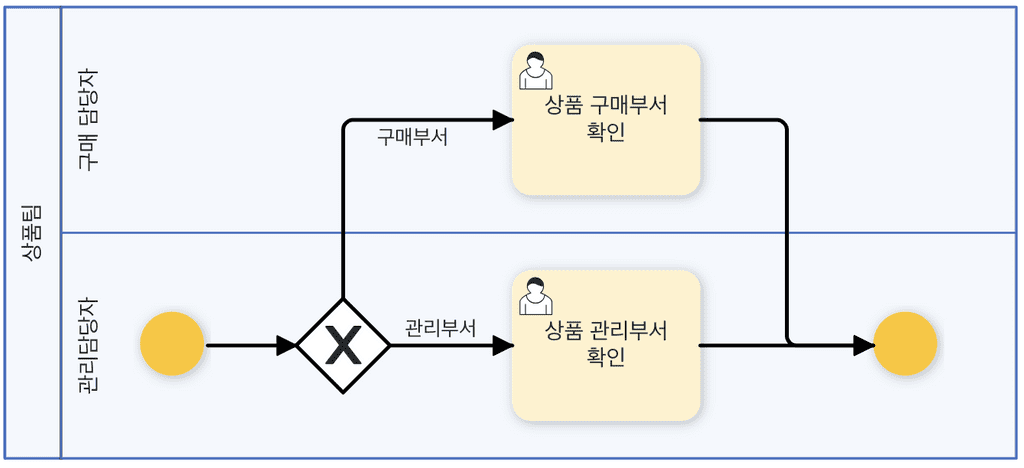 상품팀
구매 담당자
구매부서
상품 구매부서
확인
관리담당자
X
관리부서
상품 관리부서
확인